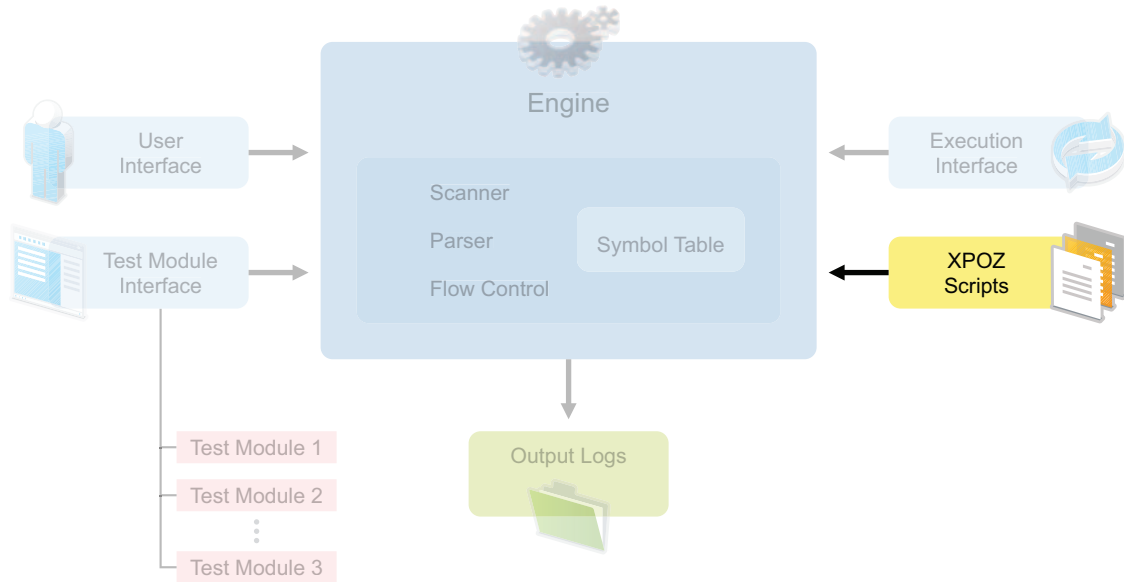 Engine
User
Interface
Execution
Interface
Scanner
Parser
Symbol Table
Flow Control
Test Module
Interface
XPOZ
Scripts
Test Module 1
Test Module 2
Test Module 3
Output Logs